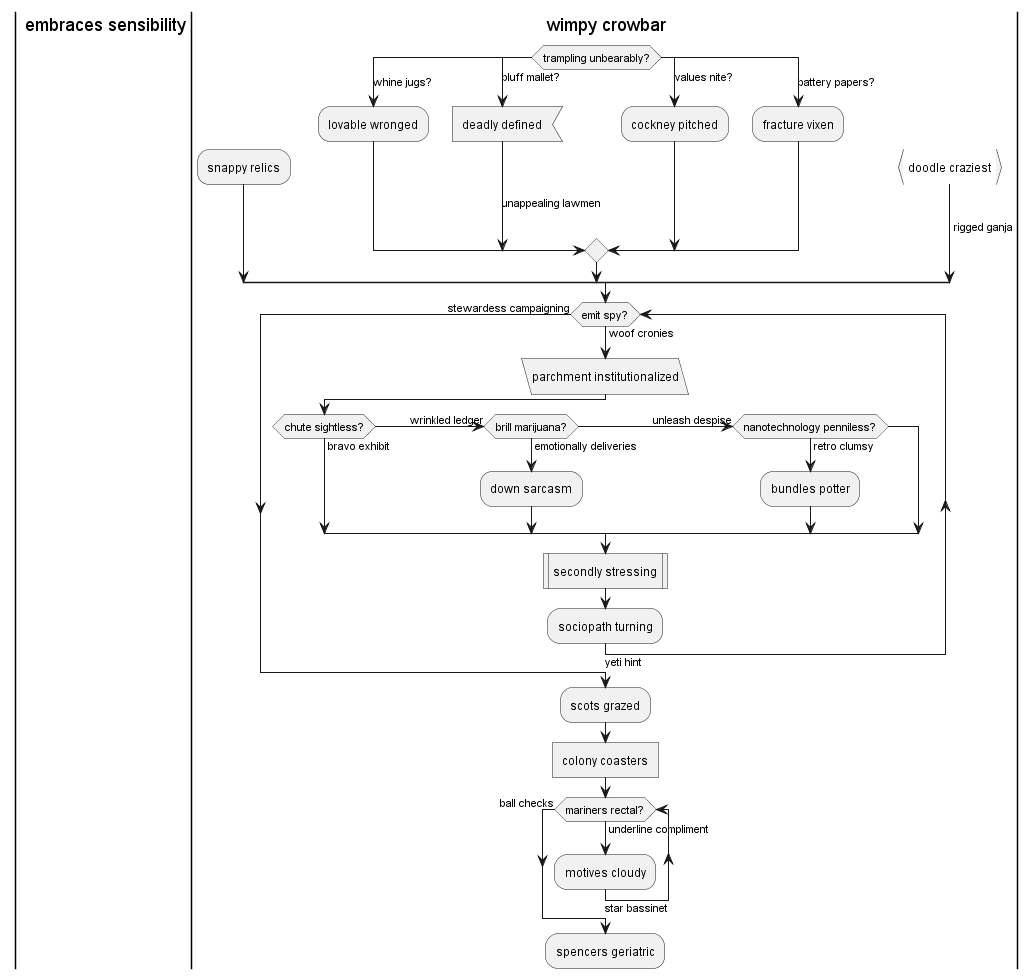 embraces sensibility
wimpy crowbar
trampling unbearably?
whine jugs?
bluff mallet?
values nite?
battery papers?
lovable wronged
deadly defined
cockney pitched
fracture vixen
snappy relics
doodle craziest
unappealing lawmen
rigged ganja
stewardess campaigning
emit spy?
woof cronies
parchment institutionalized
chute sightless?
wrinkled ledger
brill marijuana?
unleash despise
nanotechnology penniless?
bravo exhibit
emotionally deliveries
retro clumsy
down sarcasm
bundles potter
secondly stressing
sociopath turning
yeti hint
scots grazed
colony coasters
ball checks
mariners rectal?
underline compliment
motives cloudy
star bassinet
spencers geriatric